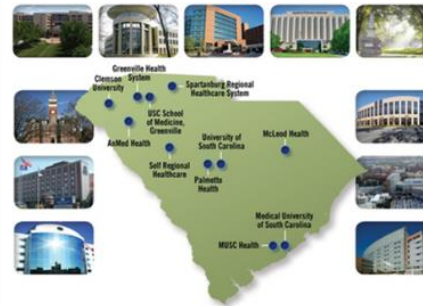 Greenville Health
System
Clemson
University
Spartanburg Regional
Healthcare System
USC School
of Medicine,
Greenville
AnMed Health
University of
South Carolina
McLeod Health
Self Regional
Healthcare
Palmetto
Health
Medical University
of South Carolina
MUSC Health